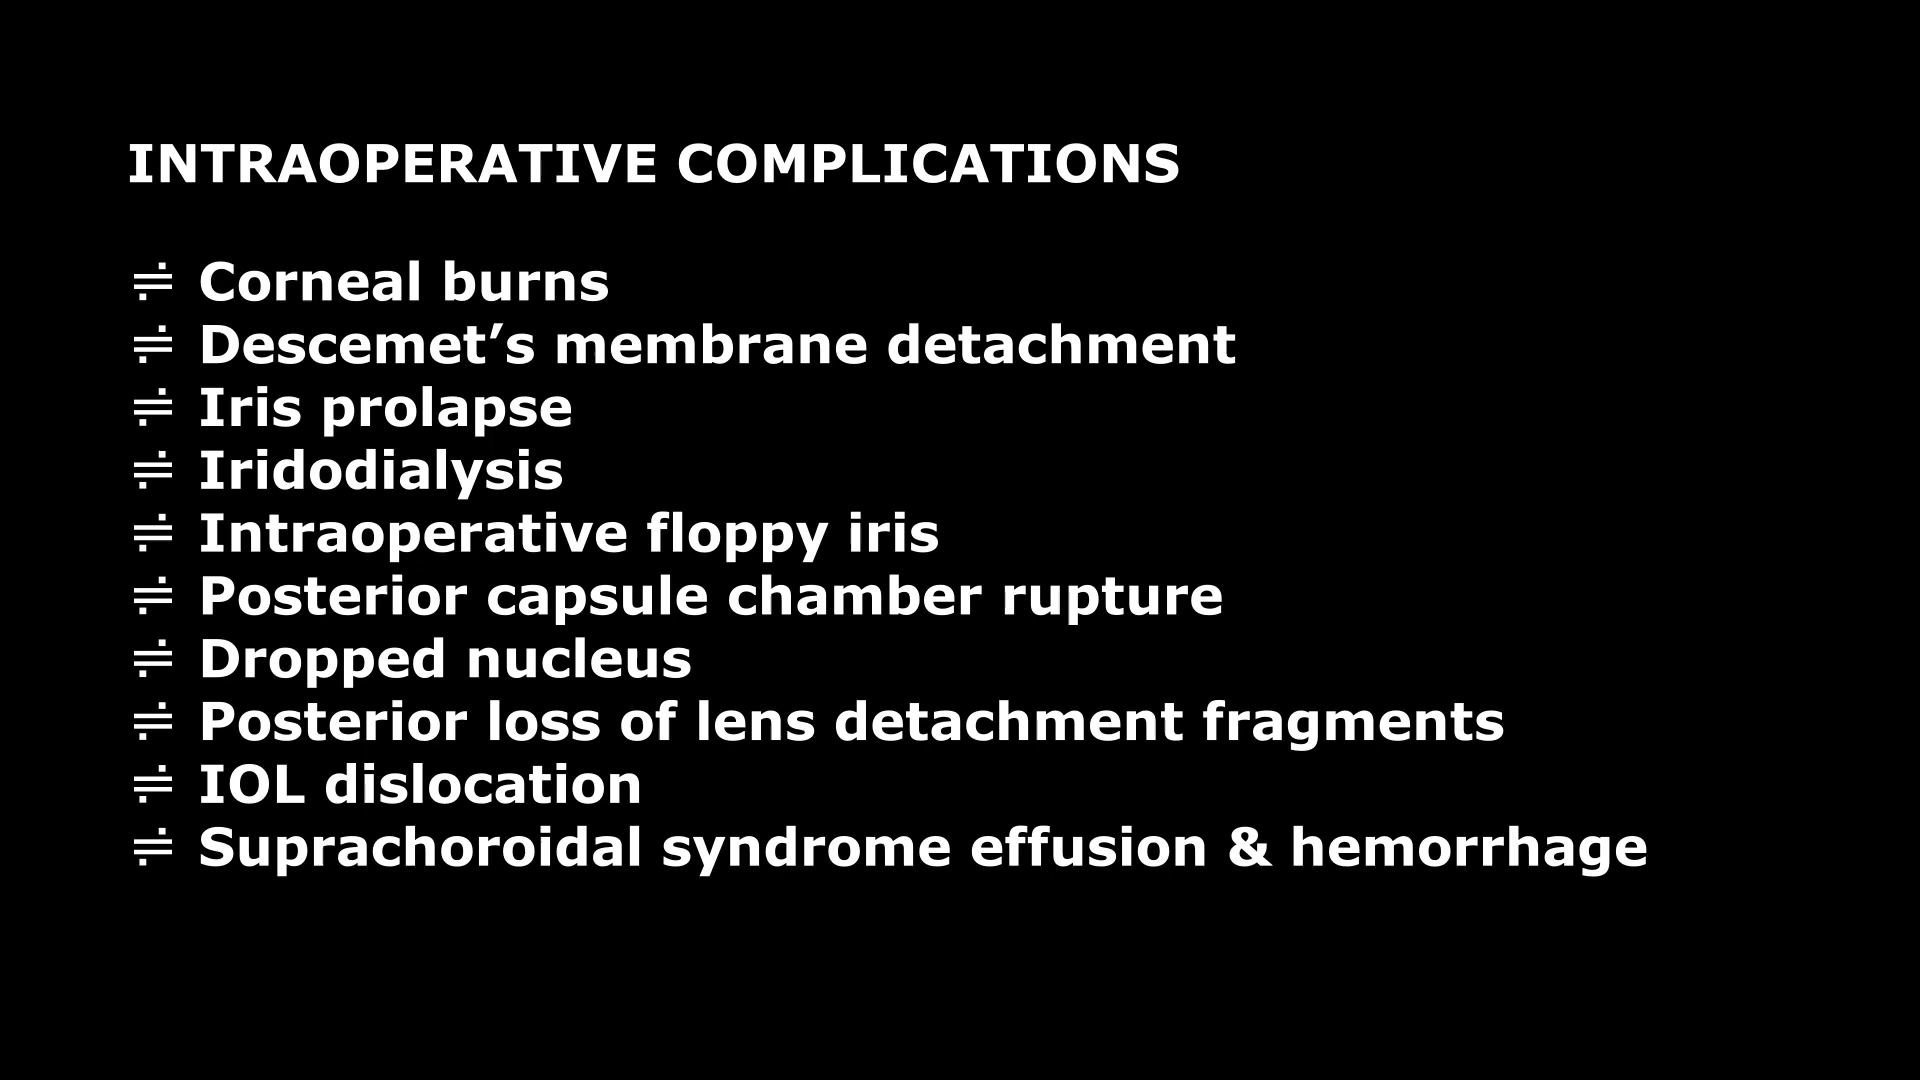 INTRAOPERATIVE COMPLICATIONS
≓ Corneal burns
≓ Descemet’s membrane detachment
≓ Iris prolapse
≓ Iridodialysis
≓ Intraoperative floppy iris
≓ Posterior capsule chamber rupture
≓ Dropped nucleus
≓ Posterior loss of lens detachment fragments
≓ IOL dislocation
≓ Suprachoroidal syndrome effusion & hemorrhage